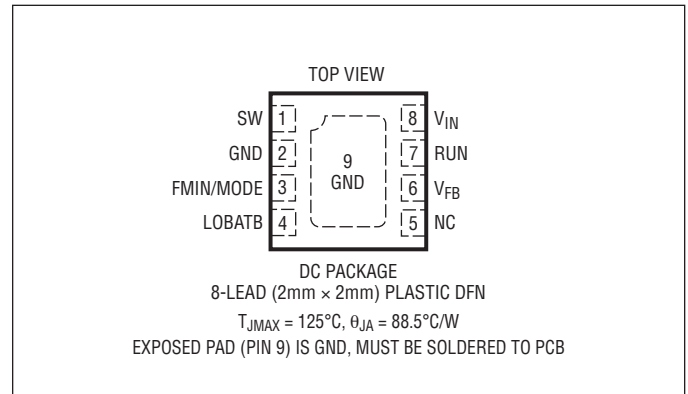 TOP VIEW
SW 1
8 VIN
GND 2
7 RUN
9
GND
FMIN/MODE 3
6 VFB
LOBATB 4
5 NC
DC PACKAGE
8-LEAD (2mm × 2mm) PLASTIC DFN
TJMAX = 125°C, θJA = 88.5°C/W
EXPOSED PAD (PIN 9) IS GND, MUST BE SOLDERED TO PCB